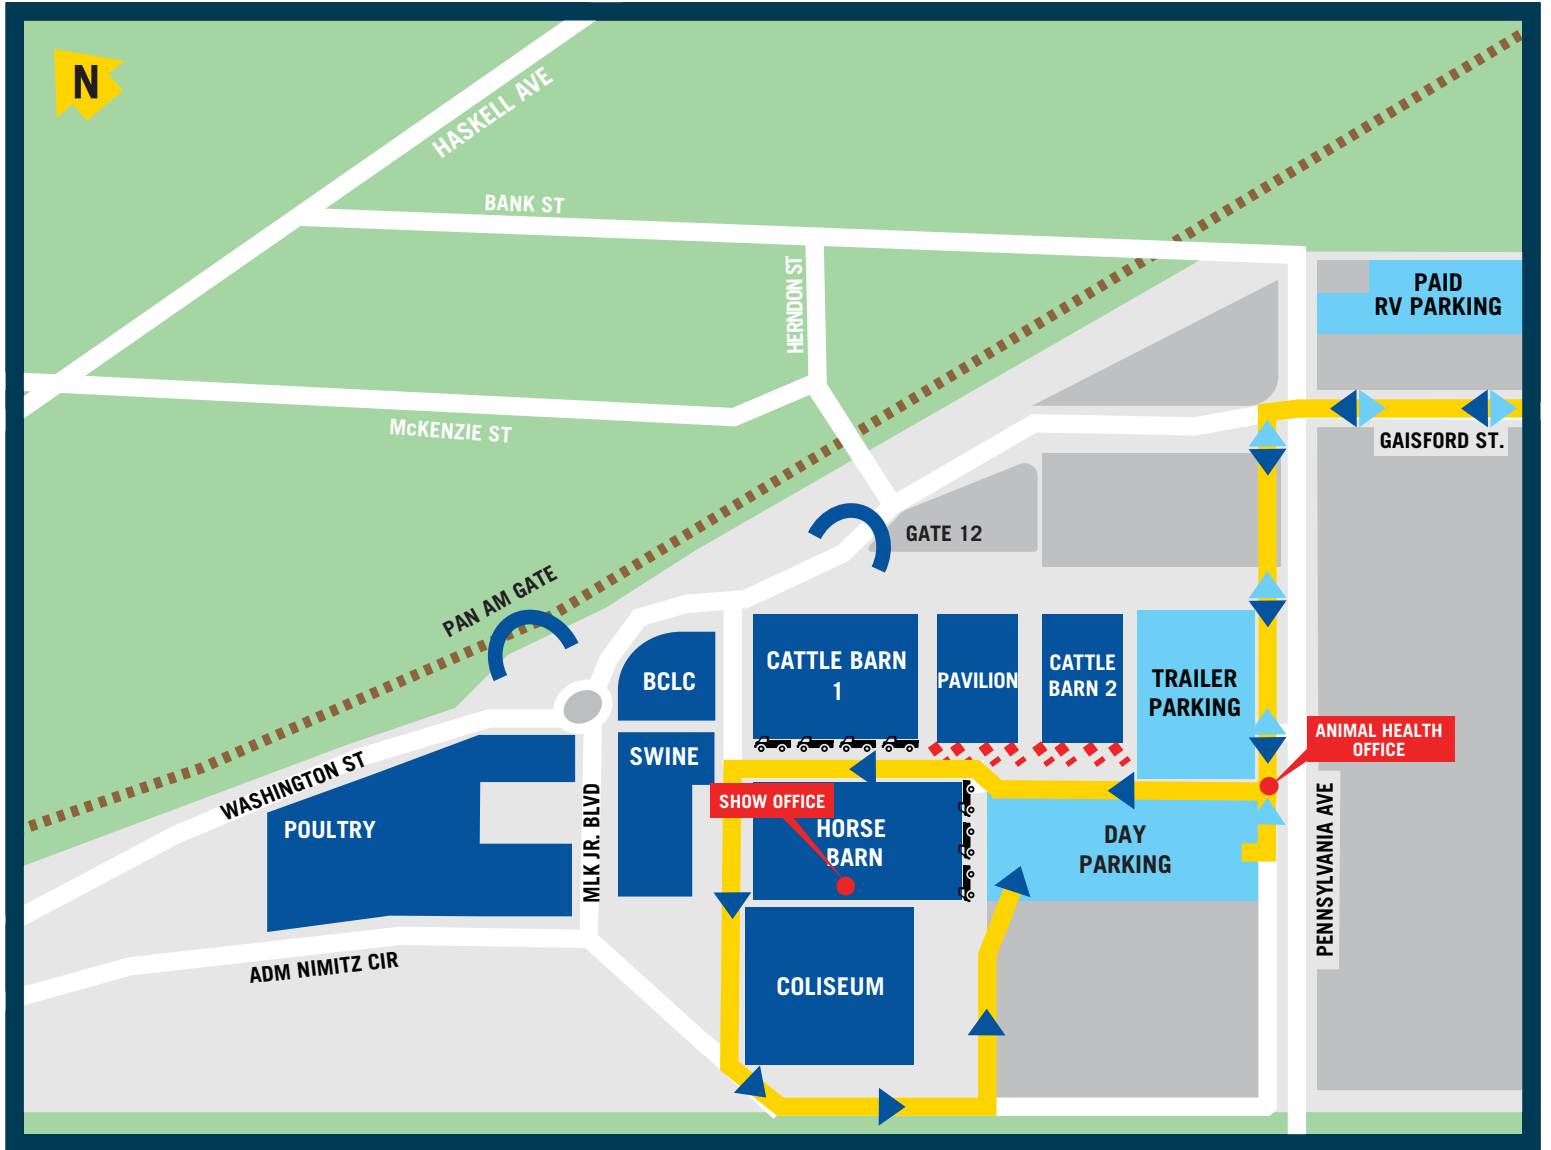 N
HASKELL AVE
BANK ST
HERNDON ST
PAID
RV PARKING
McKENZIE ST
GAISFORD ST.
GATE 12
PAN AM GATE
CATTLE BARN
1
PAVILION
CATTLE
BARN 2
TRAILER
PARKING
BCLC
SWINE
ANIMAL HEALTH
OFFICE
WASHINGTON ST
POULTRY
MLK JR. BLVD
SHOW OFFICE
HORSE
BARN
DAY
PARKING
PENNSYLVANIA AVE
ADM NIMITZ CIR
COLISEUM